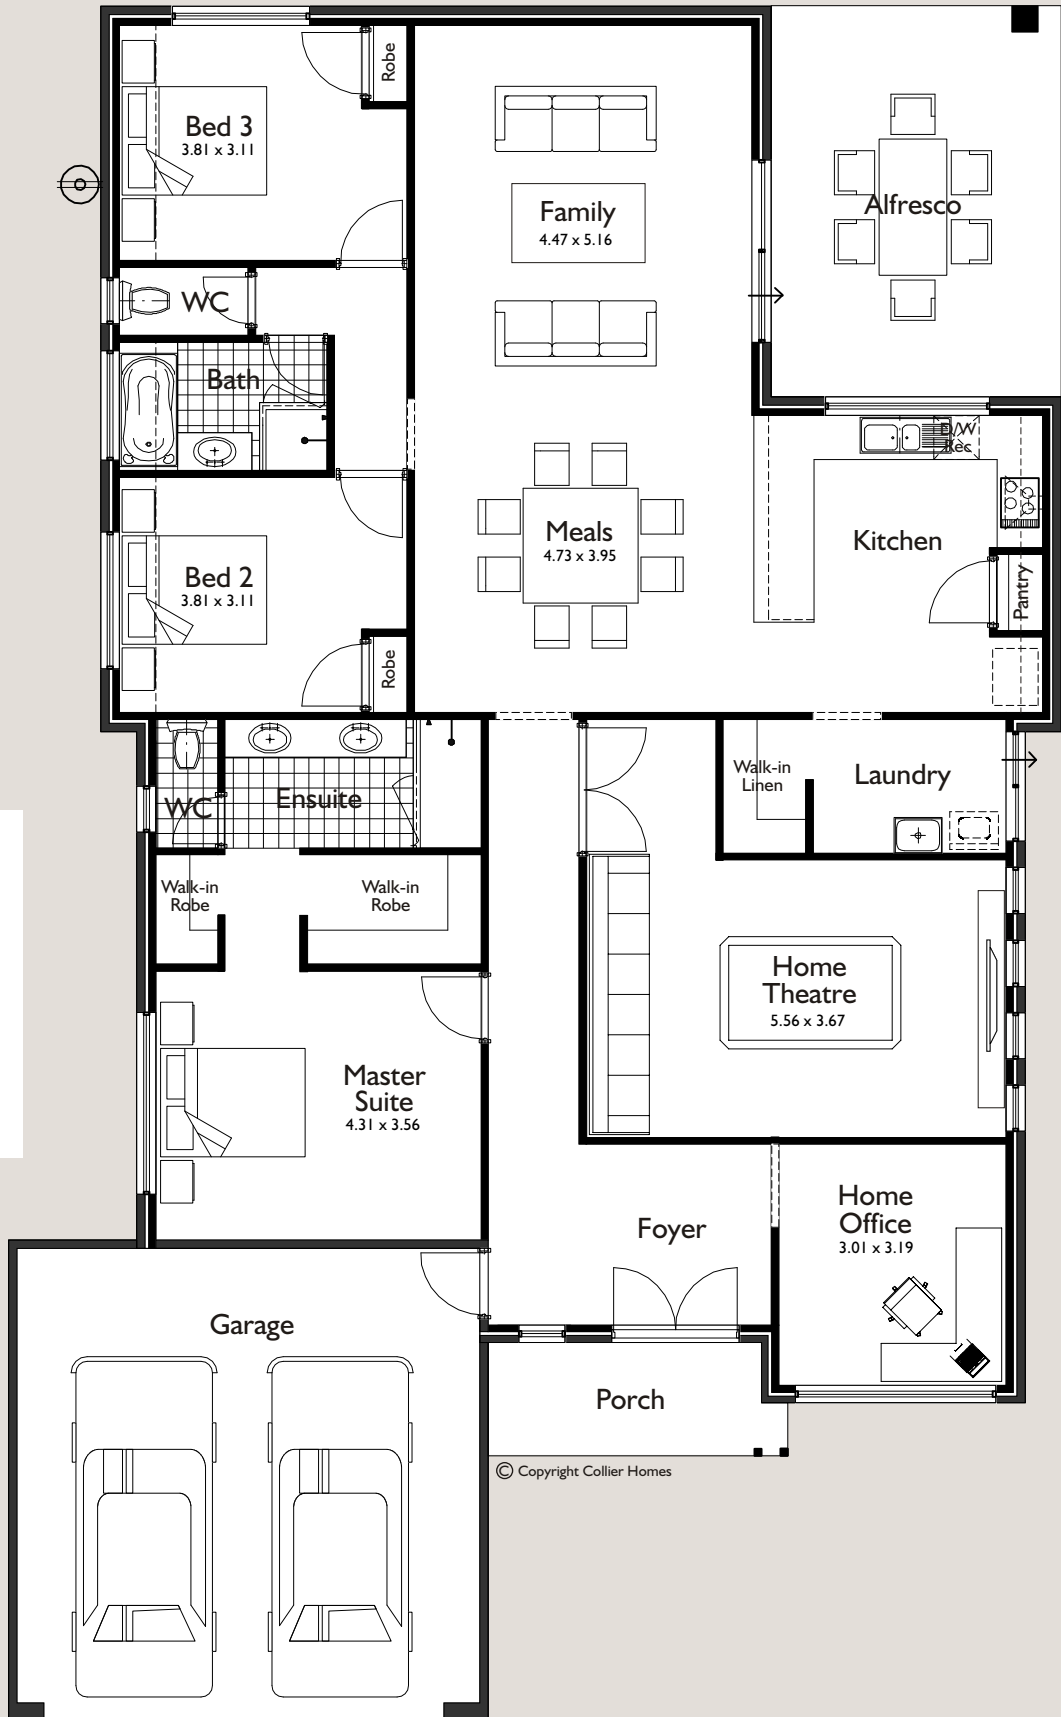 Bed 3
3.81 x 3.11
Robe
Family
4.47 x 5.16
Alfresco
WC
Bath
D/W
Rec
Kitchen
Meals
4.73 x 3.95
Pantry
Bed 2
3.81 x 3.11
Robe
WC
Ensuite
Walk-in
Linen
Laundry
Walk-in
Robe
Walk-in
Robe
Home
Theatre
5.56 x 3.67
Master
Suite
4.31 x 3.56
Foyer
Home
Office
3.01 x 3.19
Garage
Porch
© Copyright Collier Homes